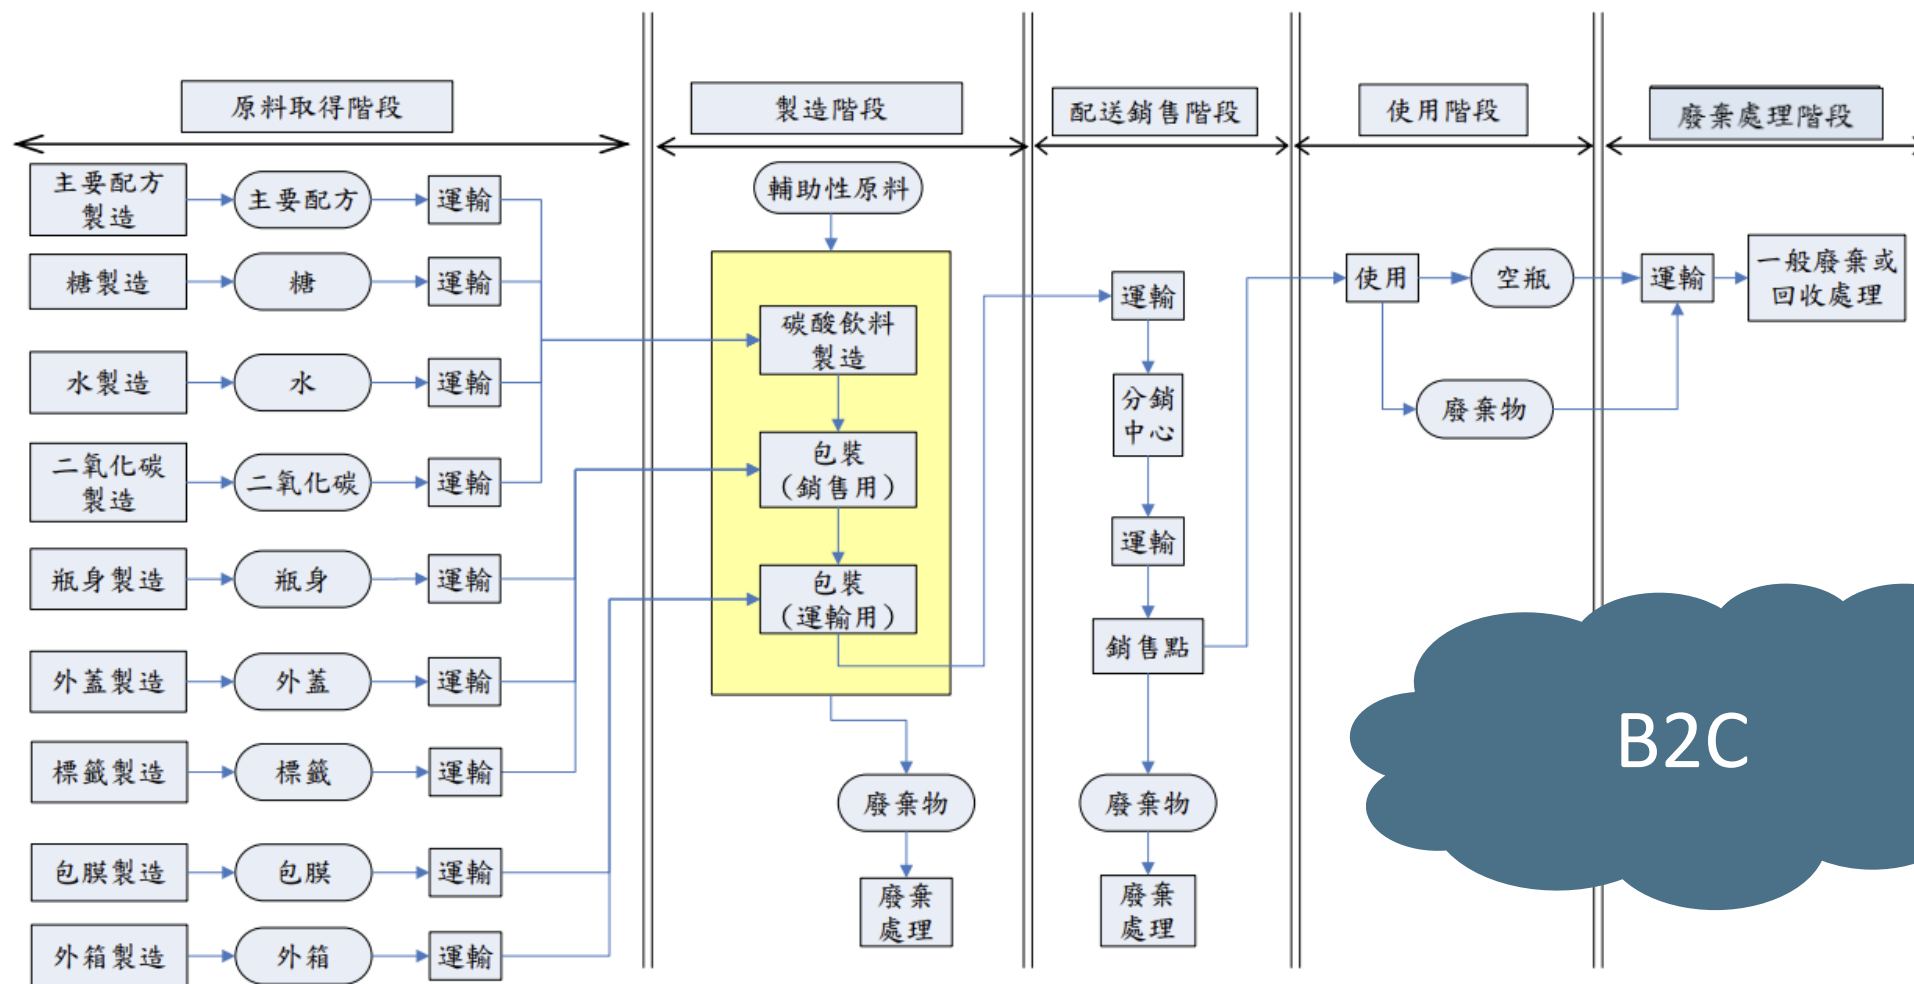 原料取得階段
製造階段
配送銷售階段
使用階段
廢棄處理階段
主要配方
製造
主要配方
運輸
糖製造
糖
運輸
水製造
水
運輸
二氧化碳
製造
二氧化碳
運輸
瓶身製造
瓶身
運輸
外蓋製造
外蓋
運輸
標籤製造
標籤
運輸
包膜製造
包膜
運輸
外箱製造
外箱
運輸
輔助性原料
碳酸飲料
製造
包裝
(銷售用)
包裝
(運輸用)
廢棄物
廢棄
處理
運輸
分銷
中心
運輸
銷售點
廢棄物
廢棄
處理
使用
空瓶
廢棄物
運輸
一般廢棄或
回收處理
B2C